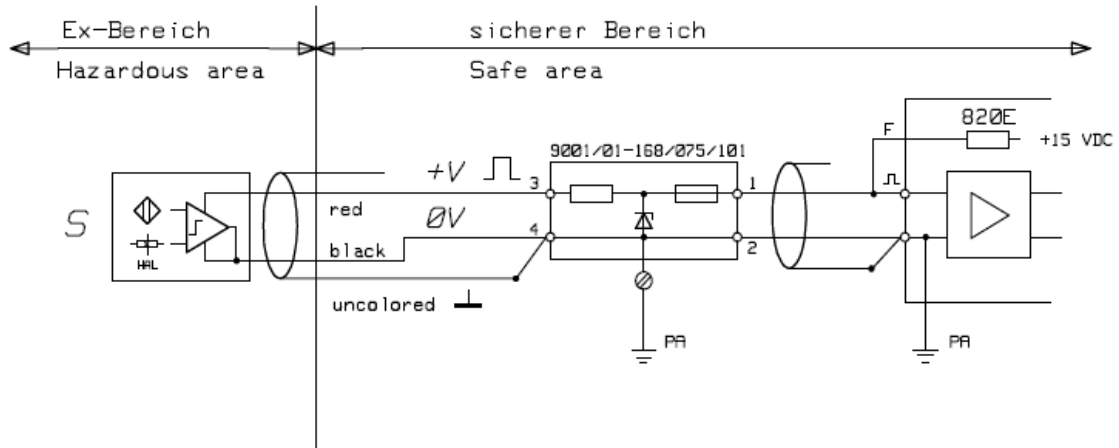 Ex-Bereich
sicherer Bereich
Hazardous area
Safe area
820E
F
+15 VDC
9001/01-168/075/101
+V
3
1
S
red
0V
4
black
2
HAL
uncolored
PA
PA